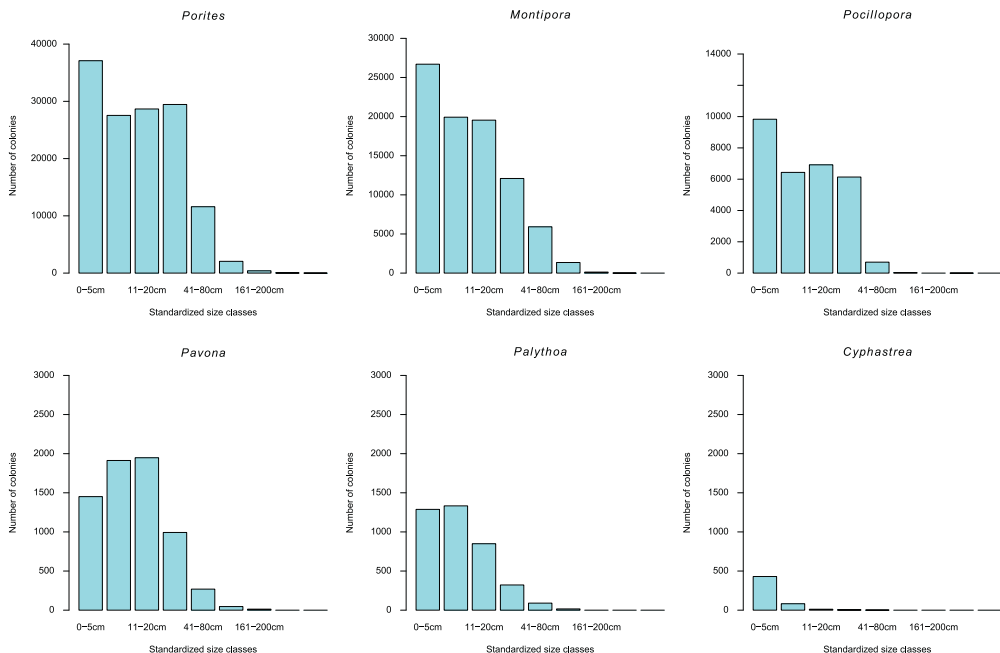 Porites
Number of colonies
40000
30000
20000
10000
0
0−5cm 11−20cm 41−80cm 161−200cm
Standardized size classes
Montipora
Number of colonies
30000
25000
20000
15000
10000
5000
0
0−5cm 11−20cm 41−80cm 161−200cm
Standardized size classes
Pocillopora
Number of colonies
14000
10000
8000
6000
4000
2000
0
0−5cm 11−20cm 41−80cm 161−200cm
Standardized size classes
Pavona
Number of colonies
3000
2500
2000
1500
1000
500
0
0−5cm 11−20cm 41−80cm 161−200cm
Standardized size classes
Palythoa
Number of colonies
3000
2500
2000
1500
1000
500
0
0−5cm 11−20cm 41−80cm 161−200cm
Standardized size classes
Cyphastrea
Number of colonies
3000
2500
2000
1500
1000
500
0
0−5cm 11−20cm 41−80cm 161−200cm
Standardized size classes